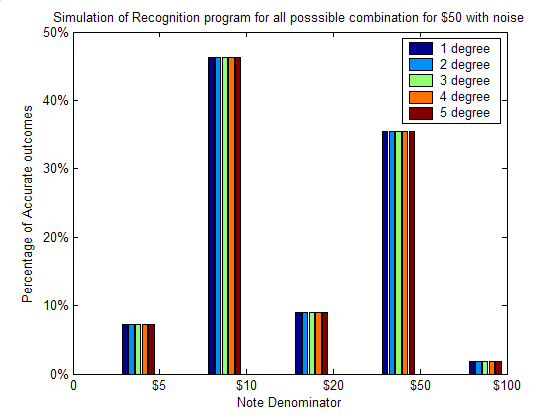 Simulation of Recognition program for all posssible combination for $50 with noise
50%
40%
30%
20%
10%
0%
Percentage of Accurate outcomes
1 degree
2 degree
3 degree
4 degree
5 degree
0 $5 $10 $20 $50 $100
Note Denominator